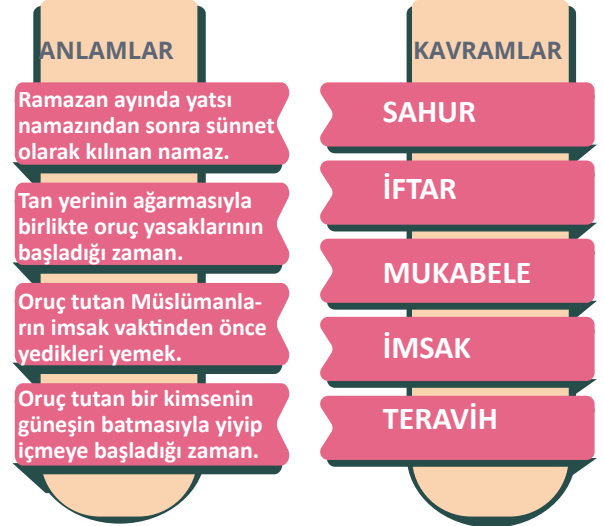 ANLAMLAR
Ramazan ayında yatsı
namazından sonra sünnet
olarak kılınan namaz.
Tan yerinin ağarmasıyla
birlikte oruç yasaklarının
başladığı zaman.
Oruç tutan Müslümanla-
rın imsak vaktinden önce
yedikleri yemek.
Oruç tutan bir kimsenin
güneşin batmasıyla yiyip
içmeye başladığı zaman.
KAVRAMLAR
SAHUR
İFTAR
MUKABELE
İMSAK
TERAVİH